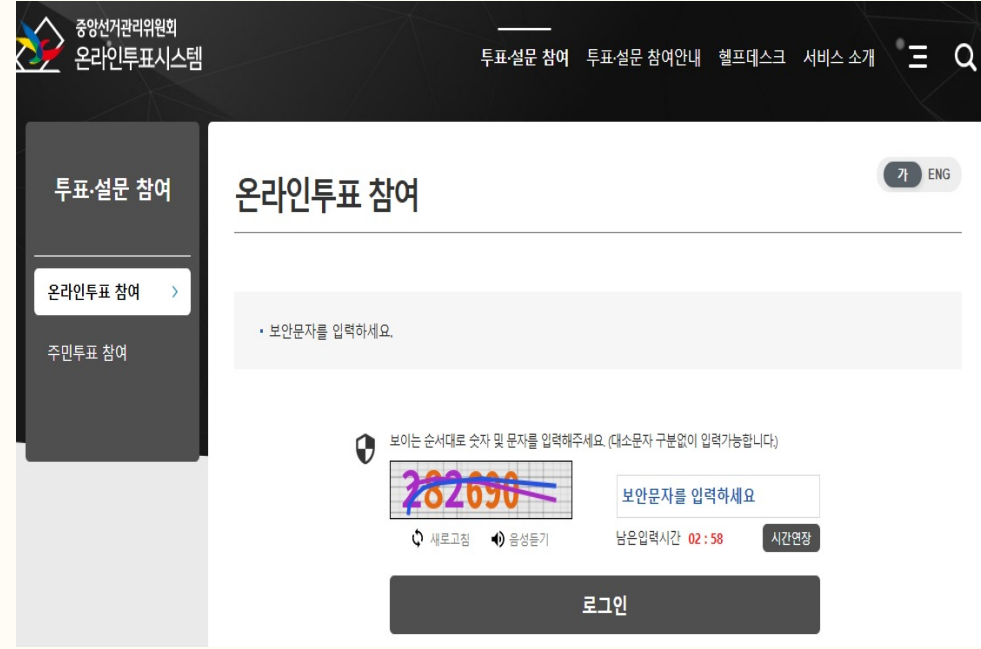 중앙선거관리위원회
온라인투표시스템
투표·설문 참여 투표·설문 참여안내 헬프데스크 서비스 소개
투표·설문 참여
온라인투표 참여
주민투표 참여
온라인투표 참여
가 ENG
• 보안문자를 입력하세요.
보이는 순서대로 숫자 및 문자를 입력해주세요. (대소문자 구분없이 입력가능합니다.)
282690
보안문자를 입력하세요
새로고침 음성듣기
남은입력시간 02 : 58 시간연장
로그인